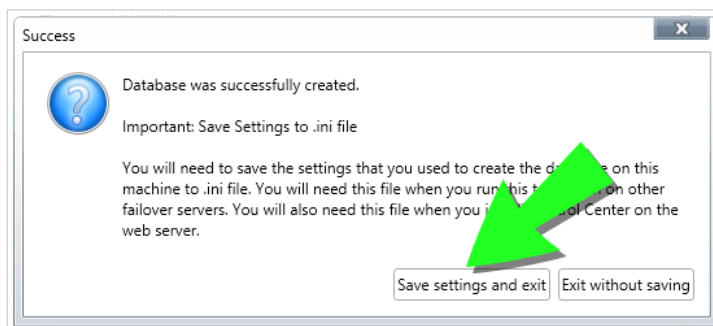 Success
Database was successfully created.
Important: Save Settings to .ini file
You will need to save the settings that you used to create the on this
machine to .ini file. You will need this file when you run this on other
failover servers. You will also need this file when you Center on the
web server.
Save settings and exit
Exit without saving